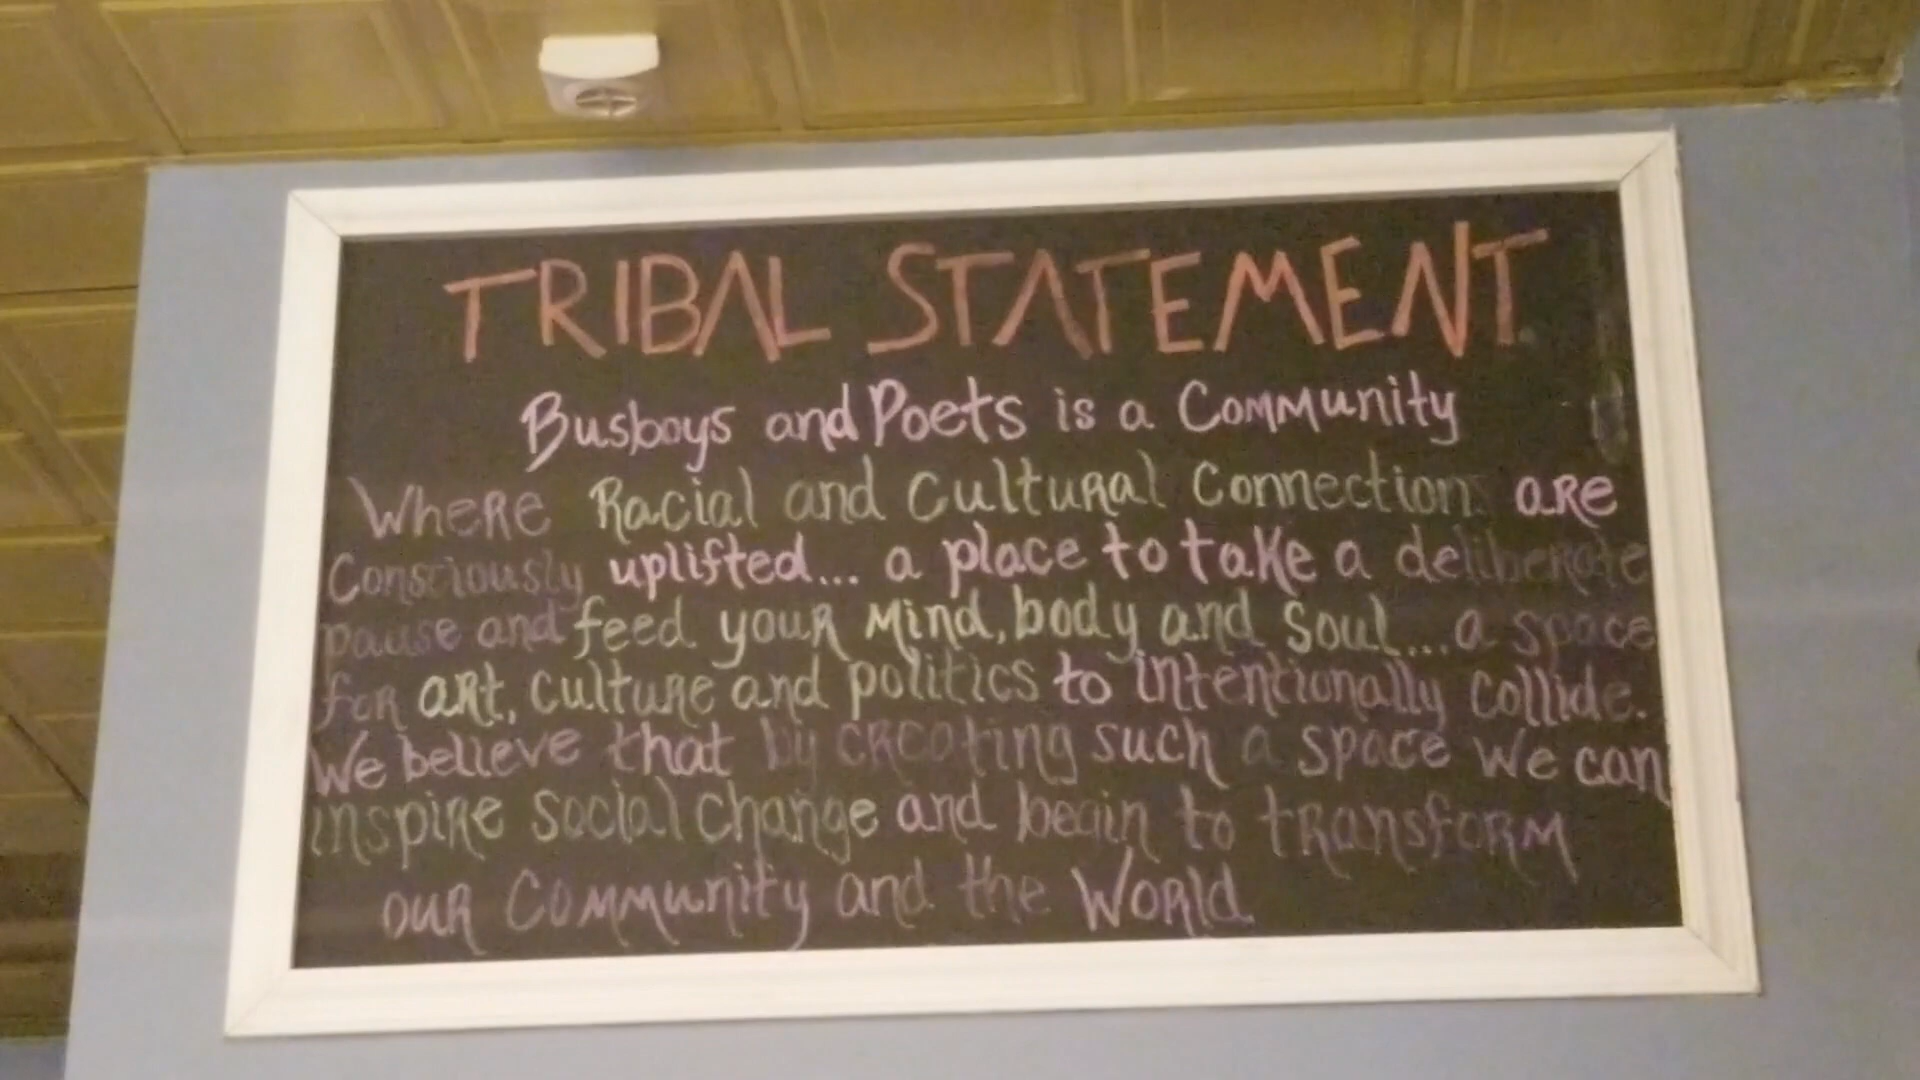 TRIBAL STATEMENT
Busboys and Poets is a Community
Where Racial and Cultural Connections are
Consciously uplifted... a place to take a deliberate
pause and feed your Mind, body and Soul... a space
for art, culture and politics to intentionally collide.
We believe that by creating such a space we can
inspire social change and begin to transform
our Community and the World